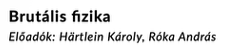 Brutális fizika
Előadók: Härtlein Károly, Róka András